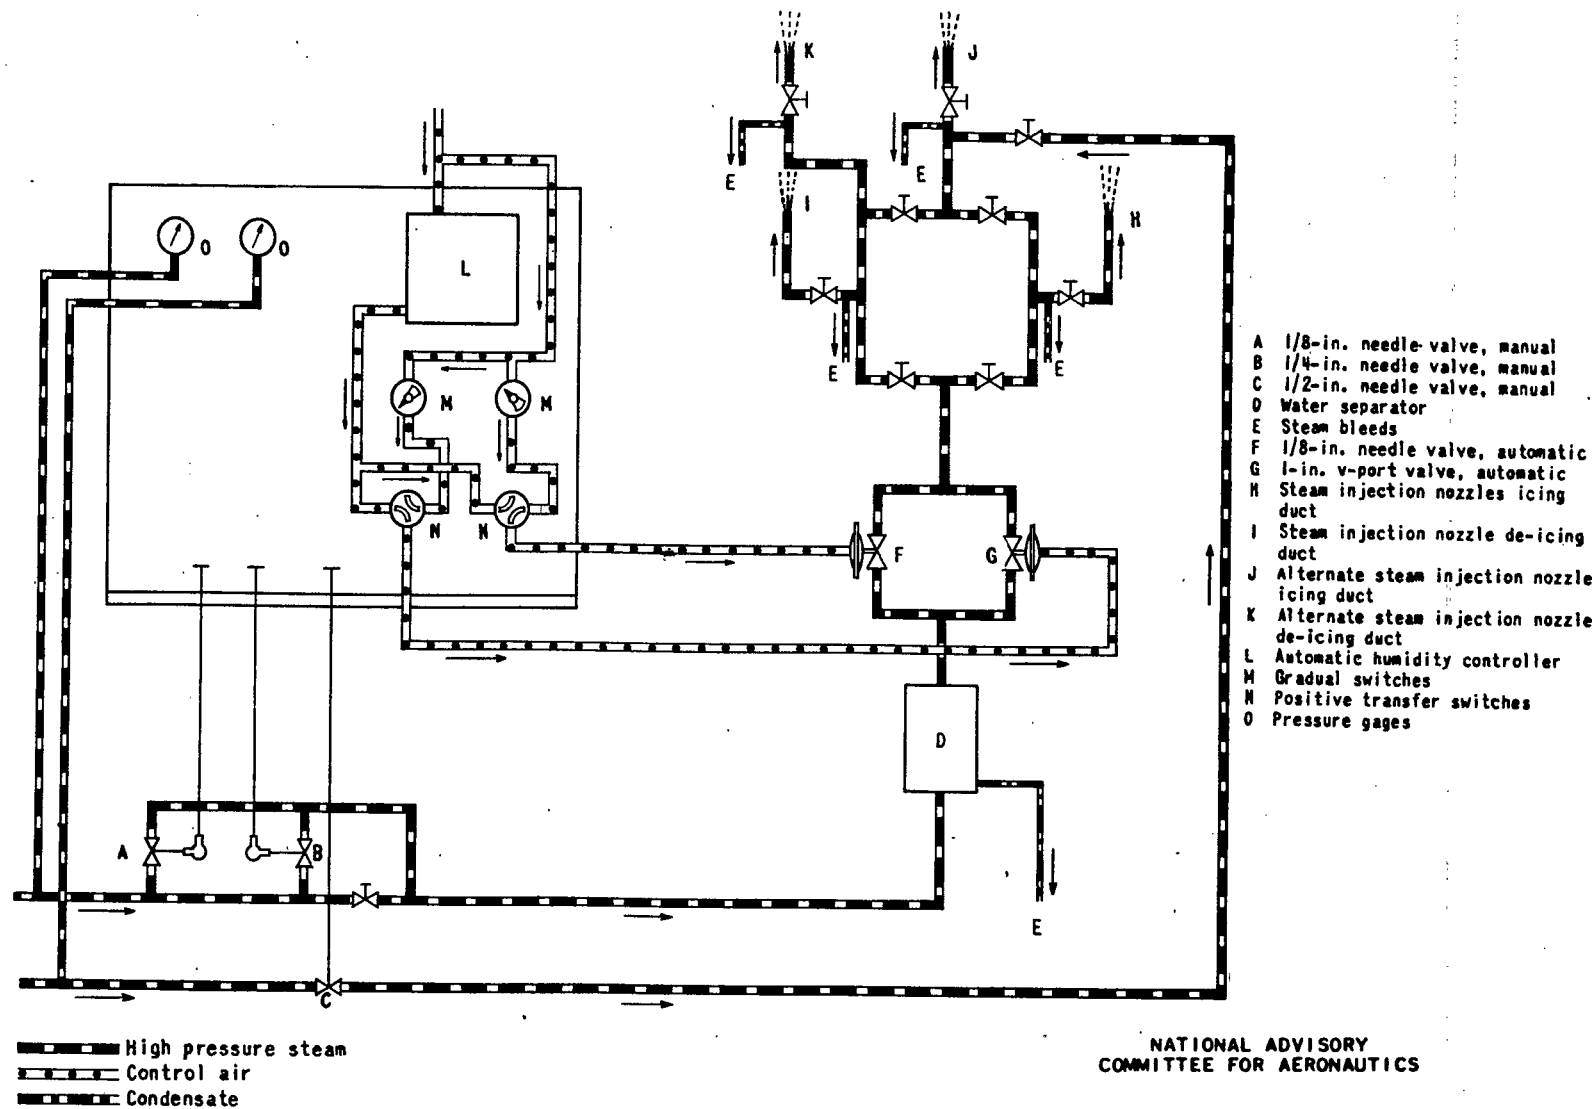 K
J
E
E
I
H
O
O
L
E
E
M
M
N
N
F
G
D
A
B
E
C
A 1/8-in. needle valve, manual
B 1/4-in. needle valve, manual
C 1/2-in. needle valve, manual
D Water separator
E Steam bleeds
F 1/8-in. needle valve, automatic
G 1-in. v-port valve, automatic
H Steam injection nozzles icing
duct
I Steam injection nozzle de-icing
duct
J Alternate steam injection nozzle
icing duct
K Alternate steam injection nozzle
de-icing duct
L Automatic humidity controller
M Gradual switches
N Positive transfer switches
O Pressure gages
High pressure steam
Control air
Condensate
NATIONAL ADVISORY
COMMITTEE FOR AERONAUTICS